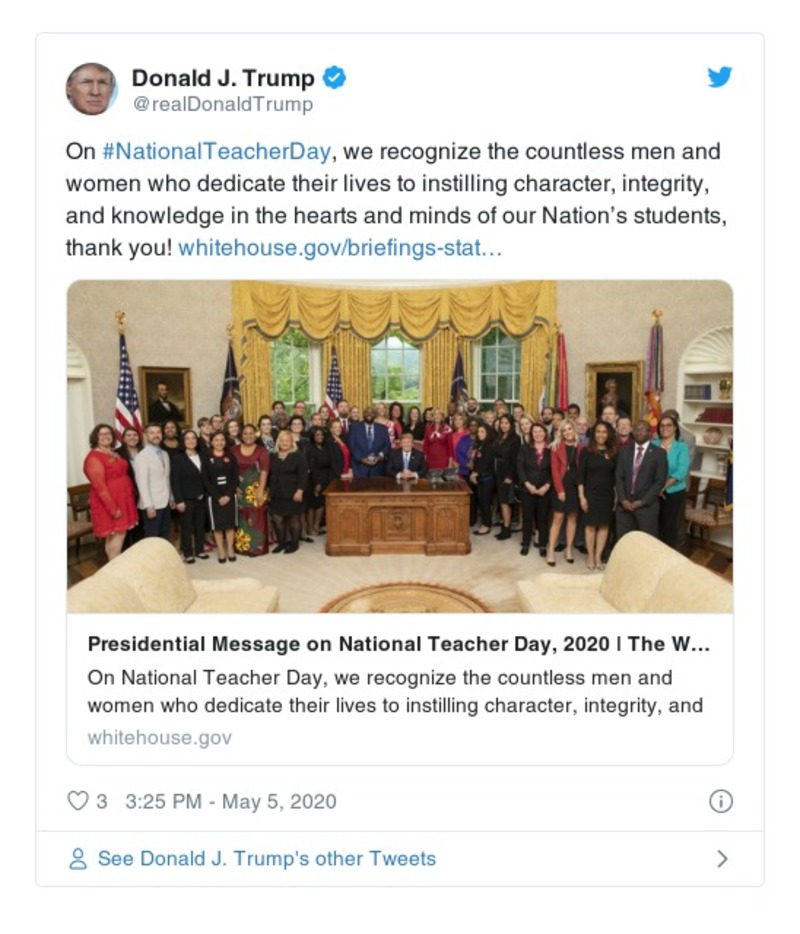 Donald J. Trump
@realDonaldTrump
On #NationalTeacherDay, we recognize the countless men and
women who dedicate their lives to instilling character, integrity,
and knowledge in the hearts and minds of our Nation’s students,
thank you! whitehouse.gov/briefings-stat…
Presidential Message on National Teacher Day, 2020 | The W...
On National Teacher Day, we recognize the countless men and
women who dedicate their lives to instilling character, integrity, and
whitehouse.gov
3 3:25 PM - May 5, 2020
See Donald J. Trump's other Tweets